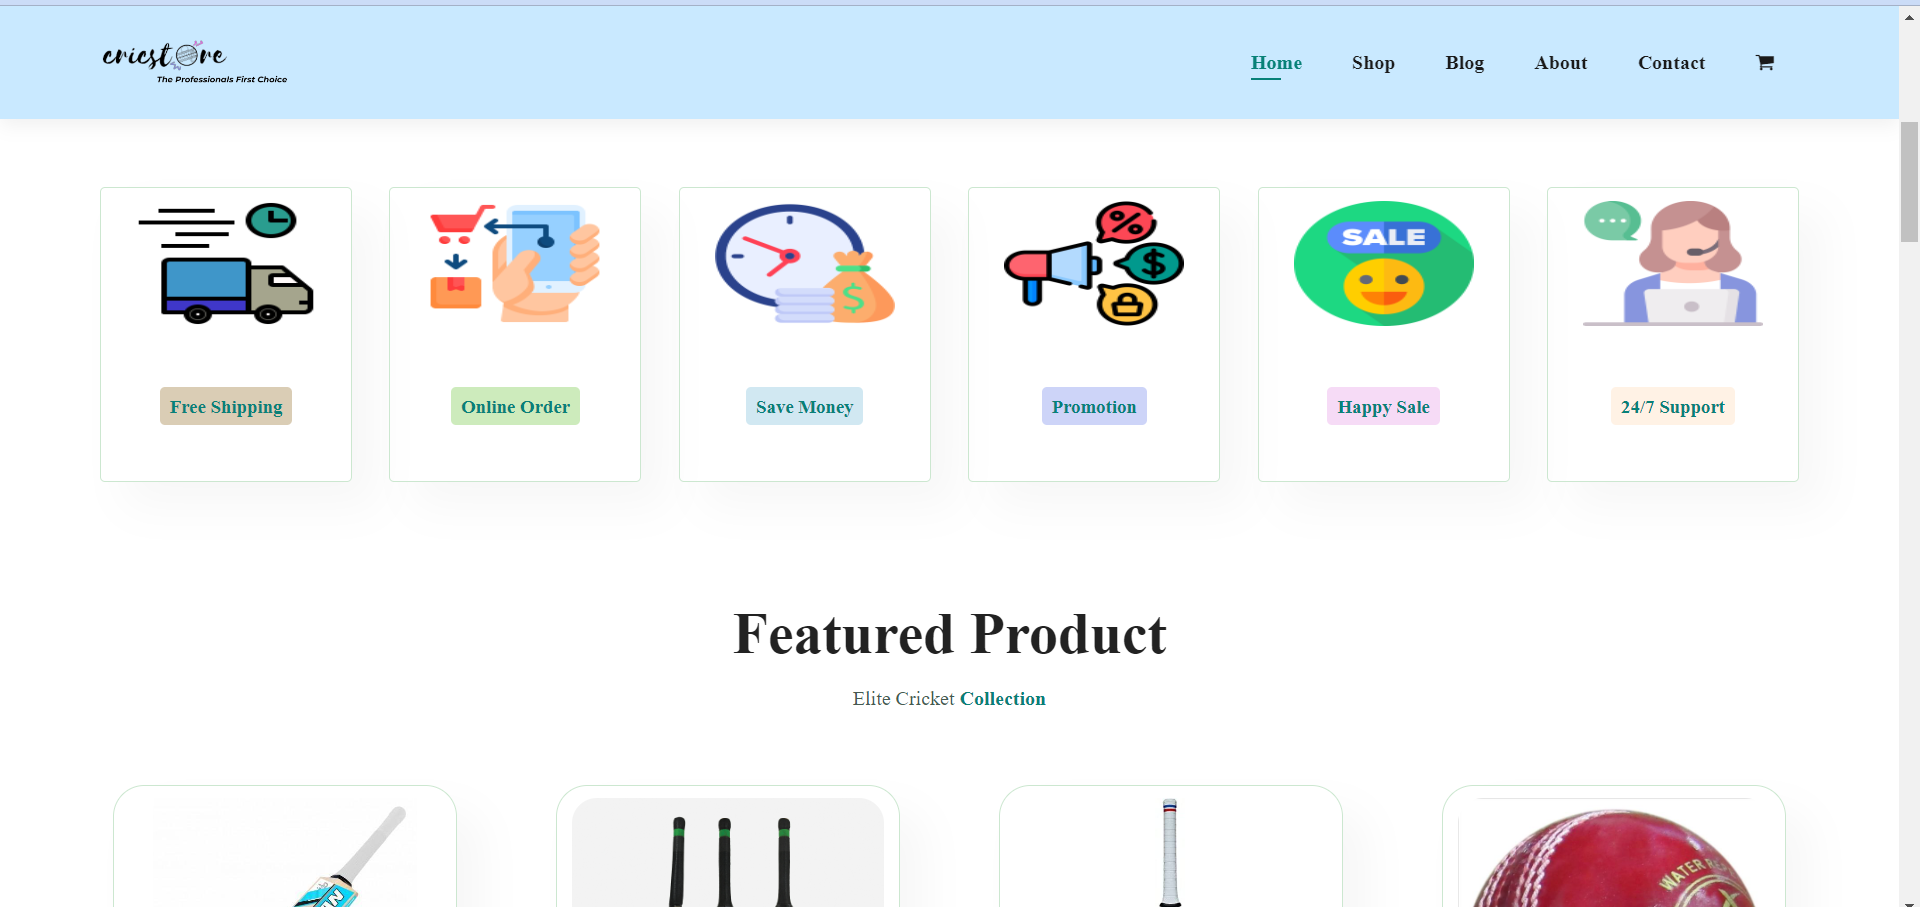 cricstore
The Professionals First Choice
Home Shop Blog About Contact
SALE
Free Shipping Online Order Save Money Promotion Happy Sale 24/7 Support
Featured Product
Elite Cricket Collection
WATER